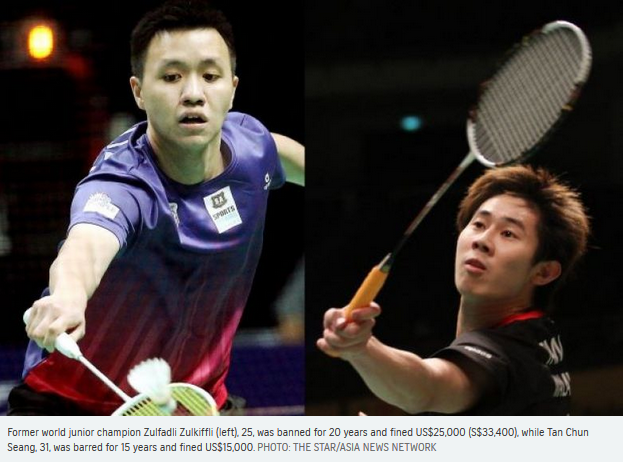 SPORTS
Former world junior champion Zulfadli Zulkiffli (left), 25, was banned for 20 years and fined US$25,000 (S$33,400), while Tan Chun
Seang, 31, was barred for 15 years and fined US$15,000. PHOTO: THE STAR/ASIA NEWS NETWORK